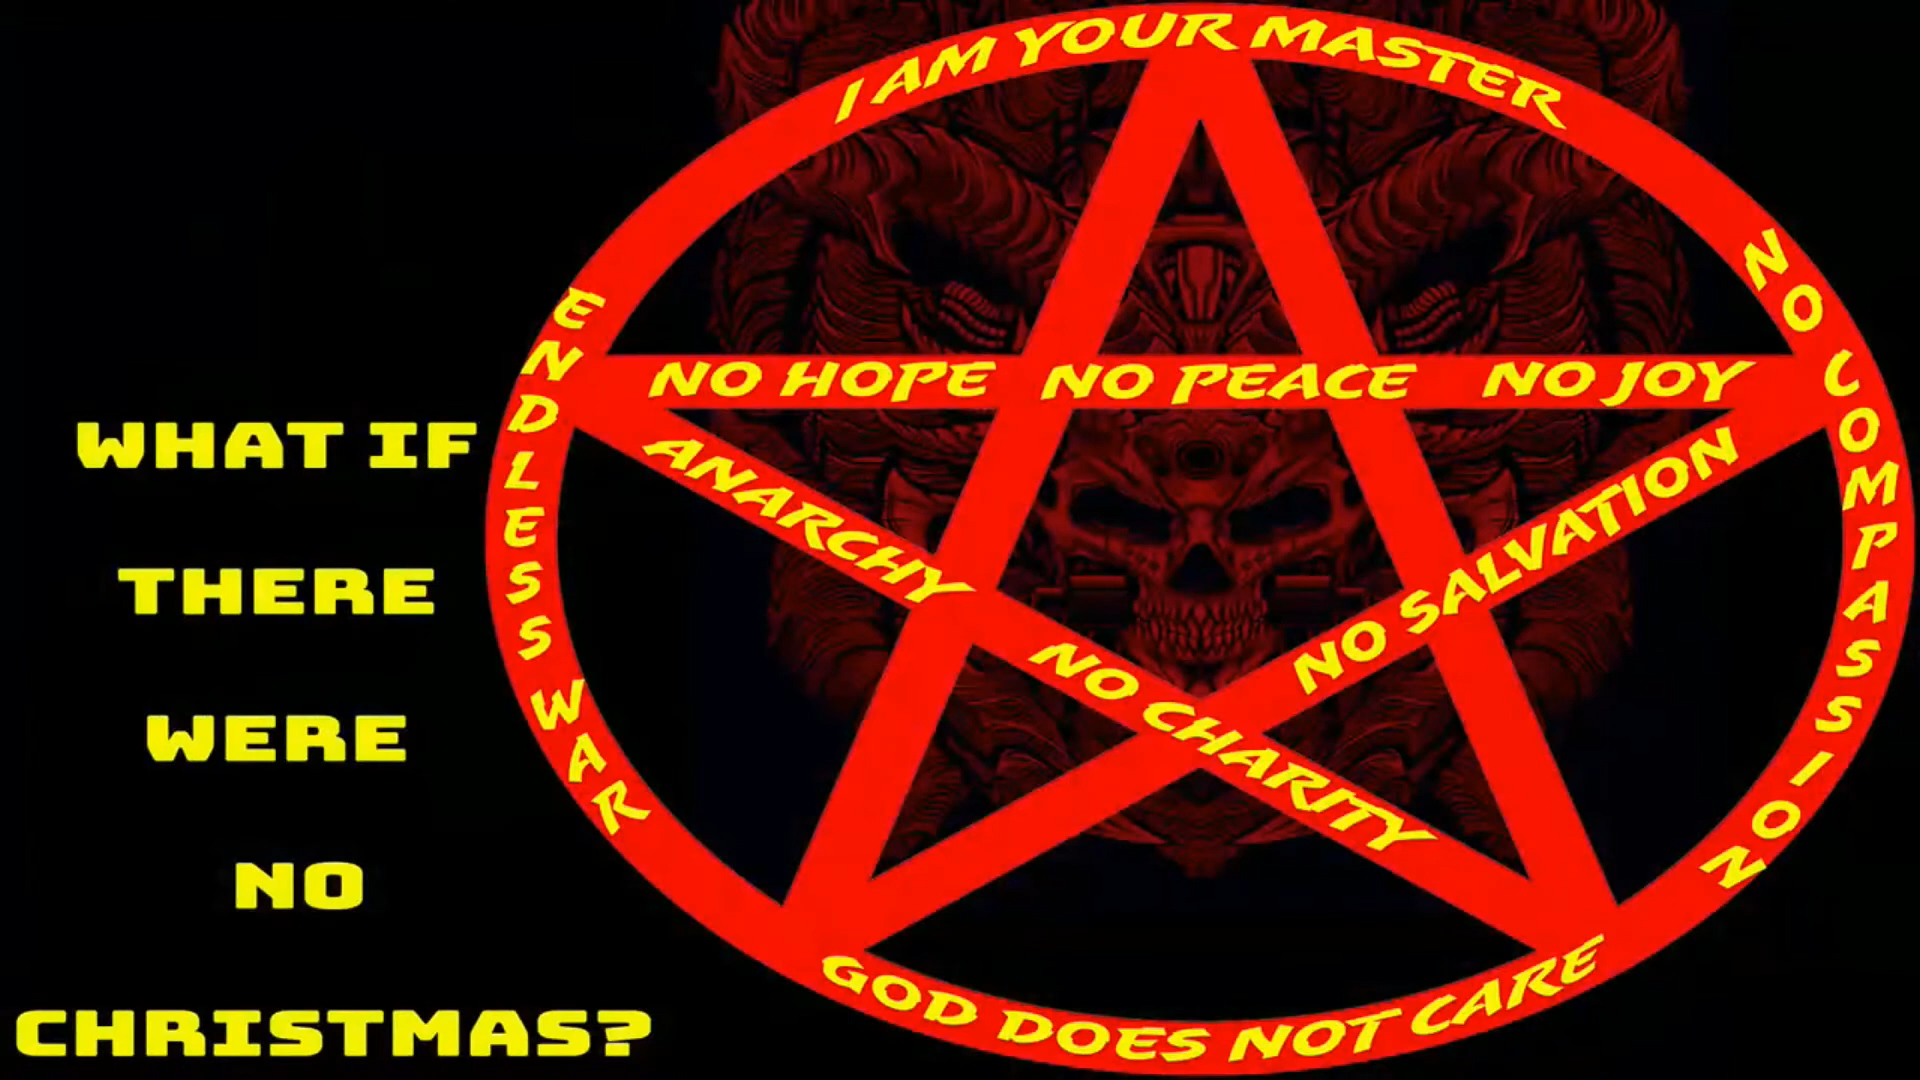 I AM YOUR MASTER
NO COMPASSION
ENDLESS WAR
NO HOPE NO PEACE NO JOY
ANARCHY
NO SALVATION
NO CHARITY
GOD DOES NOT CARE
WHAT IF
THERE
WERE
NO
CHRISTMAS?